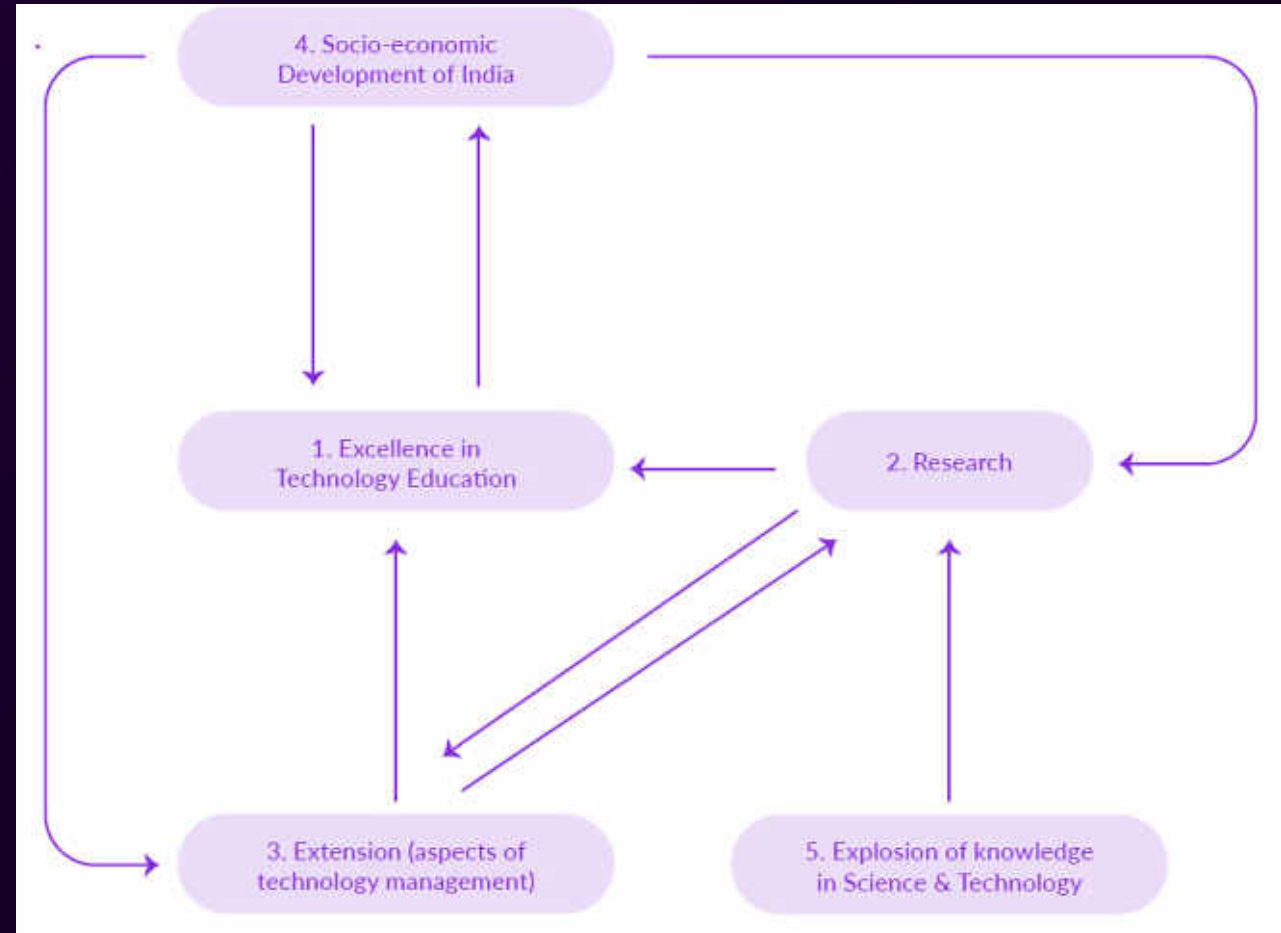 4. Socio-economic
Development of India
1. Excellence in
Technology Education
2. Research
3. Extension (aspects of
technology management)
5. Explosion of knowledge
in Science & Technology